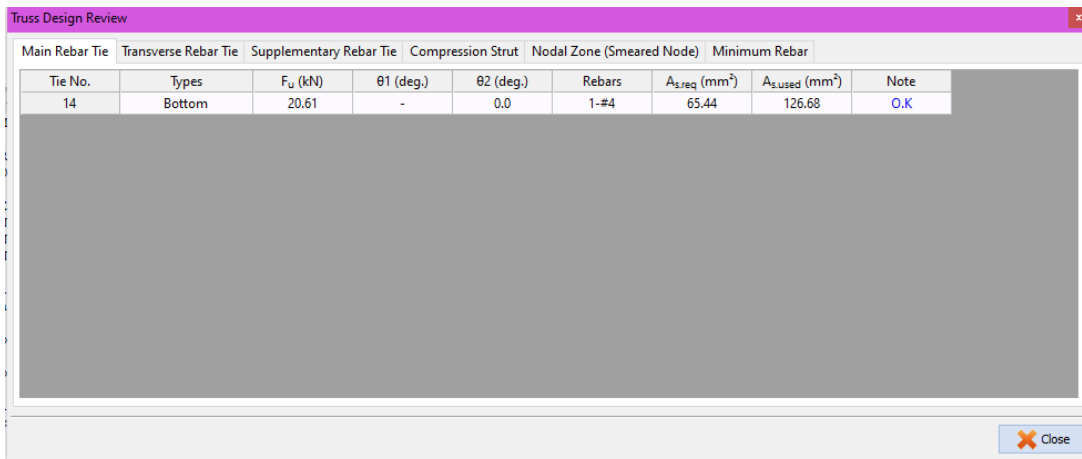 Truss Design Review
Main Rebar Tie Transverse Rebar Tie Supplementary Rebar Tie Compression Strut Nodal Zone (Smeared Node) Minimum Rebar
Tie No. Types Fu (kN) θ1 (deg.) θ2 (deg.) Rebars As.req (mm²) As.used (mm²) Note
14 Bottom 20.61 - 0.0 1-#4 65.44 126.68 O.K
Close